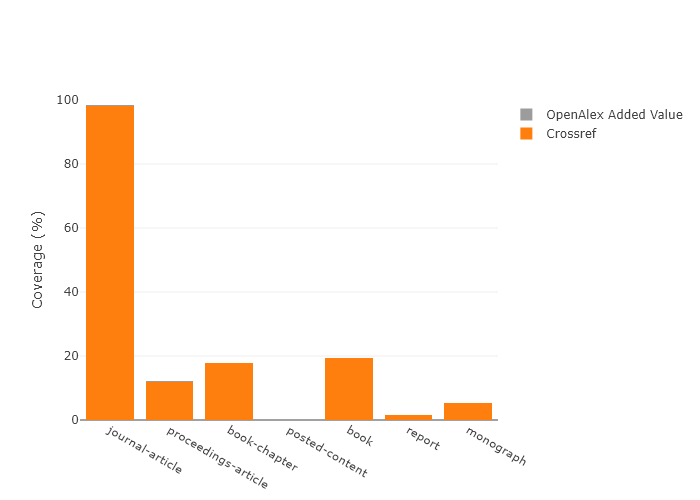 100
80
60
40
20
0
Coverage (%)
journal-article
proceedings-article
book-chapter
posted-content
book
report
monograph
OpenAlex Added Value
Crossref